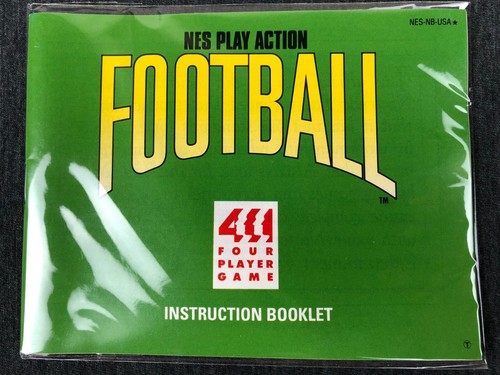 NES-NB-USA★
NES PLAY ACTION
FOOTBALL
TM
4
FOUR
PLAYER
GAME
INSTRUCTION BOOKLET
T